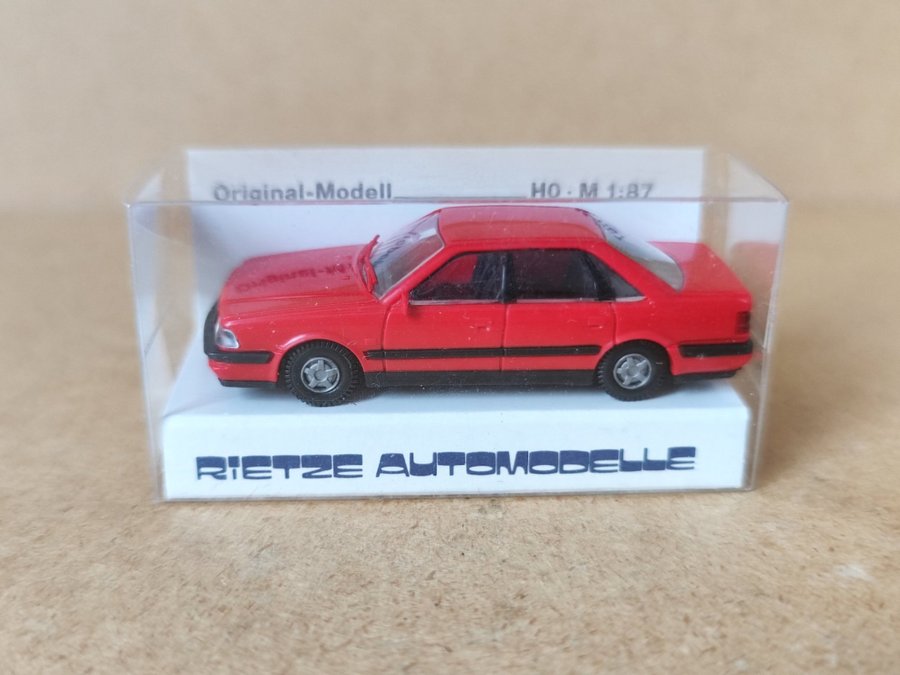 Original-Modell H0 · M 1:87
RIETZE AUTOMODELLE